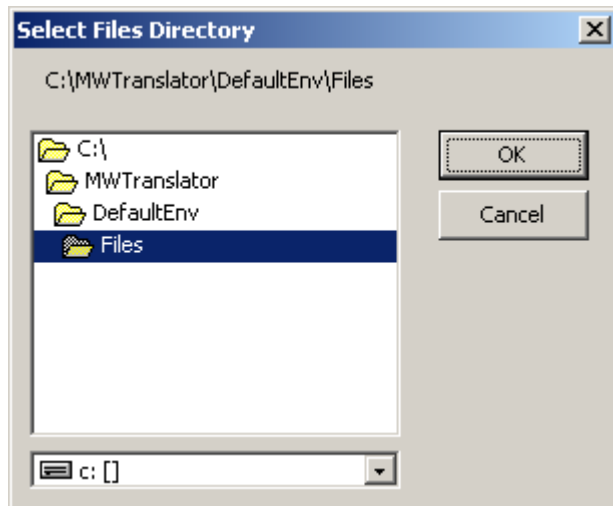 Select Files Directory
C:\MWTranslator\DefaultEnv\Files
C:\
MWTranslator
DefaultEnv
Files
OK
Cancel
c: []